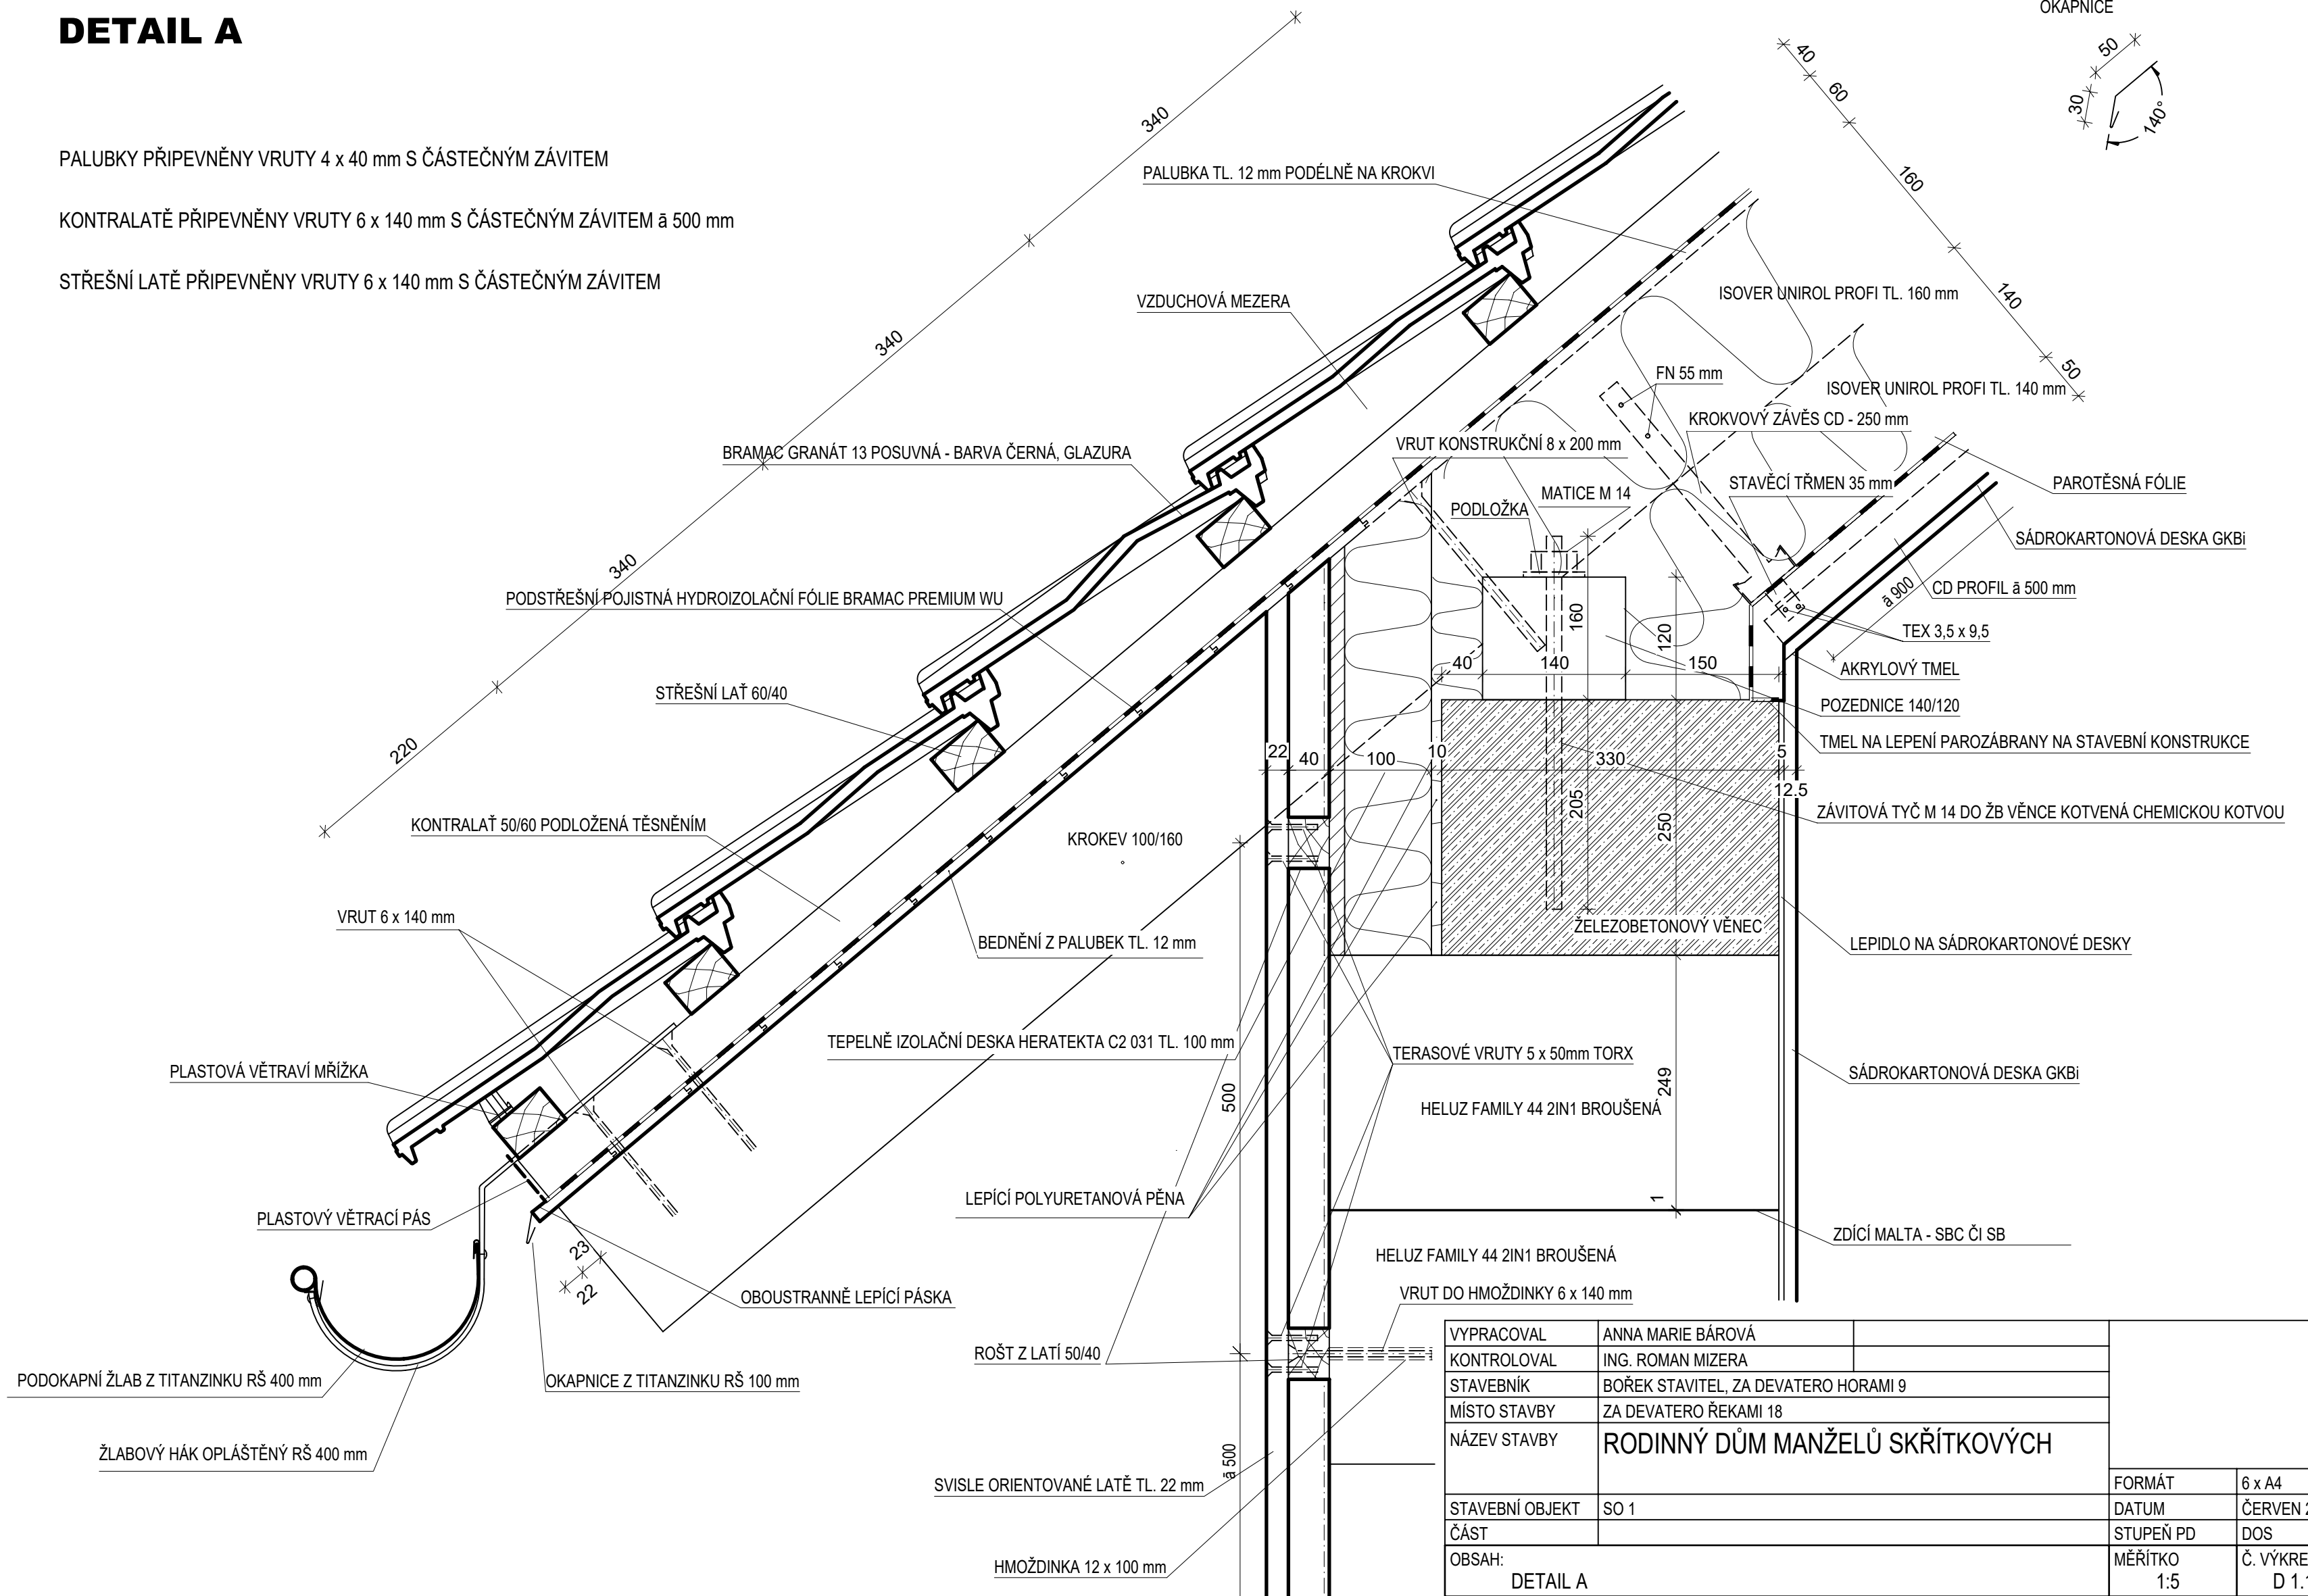 OKAPNICE
DETAIL A
50
30
140°
40
60
160
140
50
340
340
340
220
PALUBKY PŘIPEVNĚNY VRUTY 4 x 40 mm S ČÁSTEČNÝM ZÁVITEM
KONTRALATĚ PŘIPEVNĚNY VRUTY 6 x 140 mm S ČÁSTEČNÝM ZÁVITEM ā 500 mm
STŘEŠNÍ LATĚ PŘIPEVNĚNY VRUTY 6 x 140 mm S ČÁSTEČNÝM ZÁVITEM
PALUBKA TL. 12 mm PODÉLNĚ NA KROKVI
VZDUCHOVÁ MEZERA
ISOVER UNIROL PROFI TL. 160 mm
FN 55 mm
ISOVER UNIROL PROFI TL. 140 mm
KROKVOVÝ ZÁVĚS CD - 250 mm
BRAMAC GRANÁT 13 POSUVNÁ - BARVA ČERNÁ, GLAZURA
VRUT KONSTRUKČNÍ 8 x 200 mm
STAVĚCÍ TŘMEN 35 mm
PAROTĚSNÁ FÓLIE
MATICE M 14
PODLOŽKA
SÁDROKARTONOVÁ DESKA GKBi
ā 900
CD PROFIL ā 500 mm
PODSTŘEŠNÍ POJISTNÁ HYDROIZOLAČNÍ FÓLIE BRAMAC PREMIUM WU
160
120
TEX 3,5 x 9,5
40
140
150
AKRYLOVÝ TMEL
STŘEŠNÍ LAŤ 60/40
POZEDNICE 140/120
TMEL NA LEPENÍ PAROZÁBRANY NA STAVEBNÍ KONSTRUKCE
22
40
100
10
330
5
12.5
205
250
ZÁVITOVÁ TYČ M 14 DO ŽB VĚNCE KOTVENÁ CHEMICKOU KOTVOU
KONTRALAŤ 50/60 PODLOŽENÁ TĚSNĚNÍM
KROKEV 100/160
VRUT 6 x 140 mm
ŽELEZOBETONOVÝ VĚNEC
BEDNĚNÍ Z PALUBEK TL. 12 mm
LEPIDLO NA SÁDROKARTONOVÉ DESKY
TEPELNĚ IZOLAČNÍ DESKA HERATEKTA C2 031 TL. 100 mm
TERASOVÉ VRUTY 5 x 50mm TORX
PLASTOVÁ VĚTRAVÍ MŘÍŽKA
SÁDROKARTONOVÁ DESKA GKBi
500
249
HELUZ FAMILY 44 2IN1 BROUŠENÁ
LEPÍCÍ POLYURETANOVÁ PĚNA
1
PLASTOVÝ VĚTRACÍ PÁS
ZDÍCÍ MALTA - SBC ČI SB
23
22
HELUZ FAMILY 44 2IN1 BROUŠENÁ
OBOUSTRANNĚ LEPÍCÍ PÁSKA
VRUT DO HMOŽDINKY 6 x 140 mm
ROŠT Z LATÍ 50/40
PODOKAPNÍ ŽLAB Z TITANZINKU RŠ 400 mm
OKAPNICE Z TITANZINKU RŠ 100 mm
ŽLABOVÝ HÁK OPLÁŠTĚNÝ RŠ 400 mm
ā 500
SVISLE ORIENTOVANÉ LATĚ TL. 22 mm
HMOŽDINKA 12 x 100 mm
VYPRACOVAL ANNA MARIE BÁROVÁ
KONTROLOVAL ING. ROMAN MIZERA
STAVEBNÍK BOŘEK STAVITEL, ZA DEVATERO HORAMI 9
MÍSTO STAVBY ZA DEVATERO ŘEKAMI 18
NÁZEV STAVBY RODINNÝ DŮM MANŽELŮ SKŘÍTKOVÝCH
FORMÁT 6 x A4
STAVEBNÍ OBJEKT SO 1
DATUM ČERVEN
ČÁST
STUPEŇ PD DOS
OBSAH:
DETAIL A
MĚŘÍTKO
1:5
Č.
D